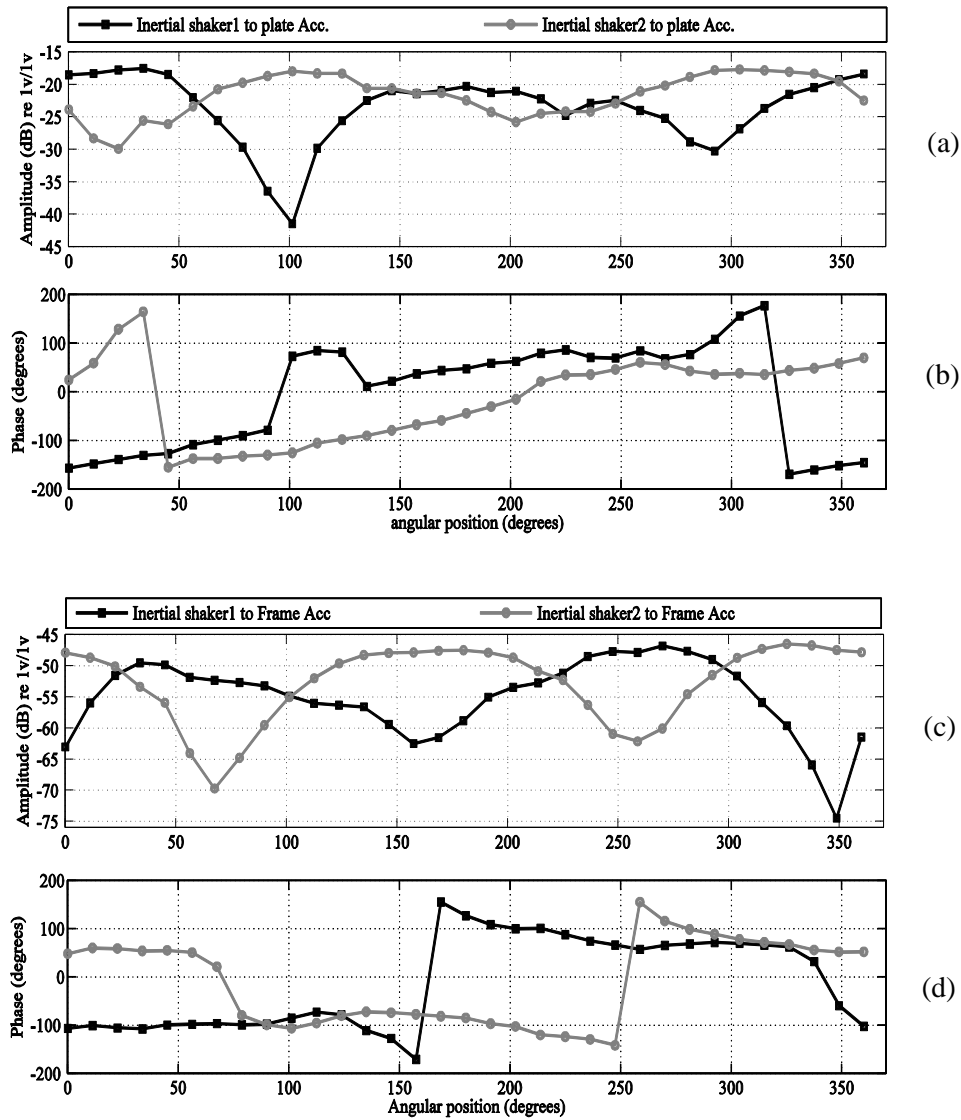 Inertial shaker1 to plate Acc. Inertial shaker2 to plate Acc.
Amplitude (dB) re 1v/1v
-15
-20
-25
-30
-35
-40
-45
0 50 100 150 200 250 300 350
(a)
Phase (degrees)
200
100
0
-100
-200
0 50 100 150 200 250 300 350
angular position (degrees)
(b)
Inertial shaker1 to Frame Acc Inertial shaker2 to Frame Acc
Amplitude (dB) re 1v/1v
-45
-50
-55
-60
-65
-70
-75
0 50 100 150 200 250 300 350
(c)
Phase (degrees)
200
100
0
-100
-200
0 50 100 150 200 250 300 350
Angular position (degrees)
(d)